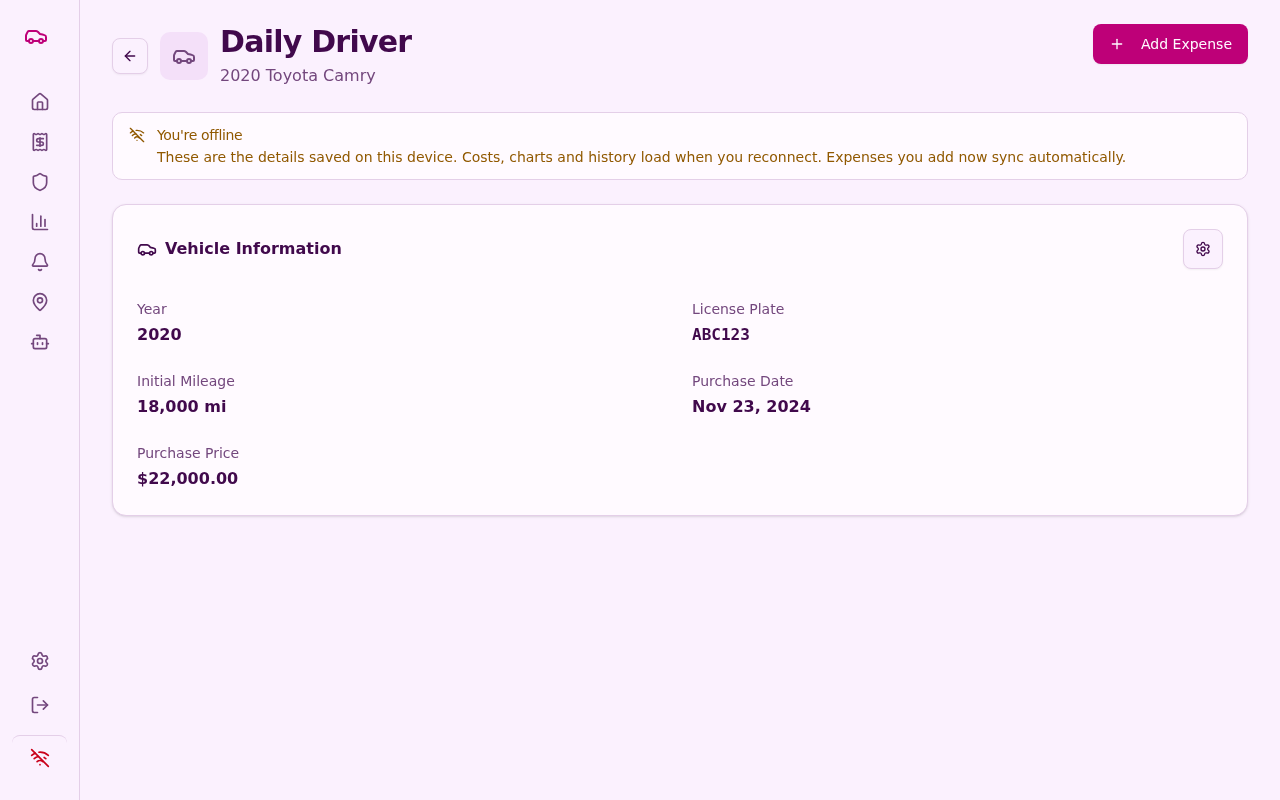 Daily Driver
2020 Toyota Camry
Add Expense
You're offline
These are the details saved on this device. Costs, charts and history load when you reconnect. Expenses you add now sync automatically.
Vehicle Information
Year
2020
License Plate
ABC123
Initial Mileage
18,000 mi
Purchase Date
Nov 23, 2024
Purchase Price
$22,000.00